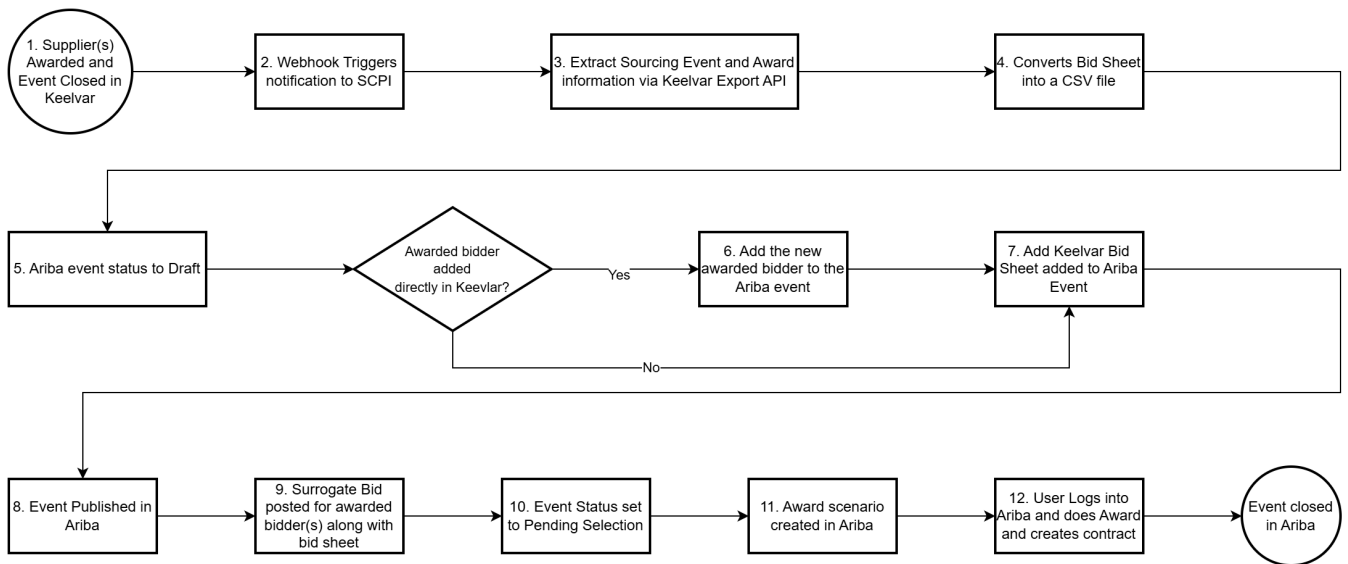 1. Supplier(s)
Awarded and
Event Closed in
Keelvar
2. Webhook Triggers
notification to SCPI
3. Extract Sourcing Event and Award
information via Keelvar Export API
4. Converts Bid Sheet
into a CSV file
5. Ariba event status to Draft
Awarded bidder
added
directly in Keevlar?
Yes
No
6. Add the new
awarded bidder to the
Ariba event
7. Add Keelvar Bid
Sheet added to Ariba
Event
8. Event Published in
Ariba
9. Surrogate Bid
posted for awarded
bidder(s) along with
bid sheet
10. Event Status set
to Pending Selection
11. Award scenario
created in Ariba
12. User Logs into
Ariba and does Award
and creates contract
Event closed
in Ariba